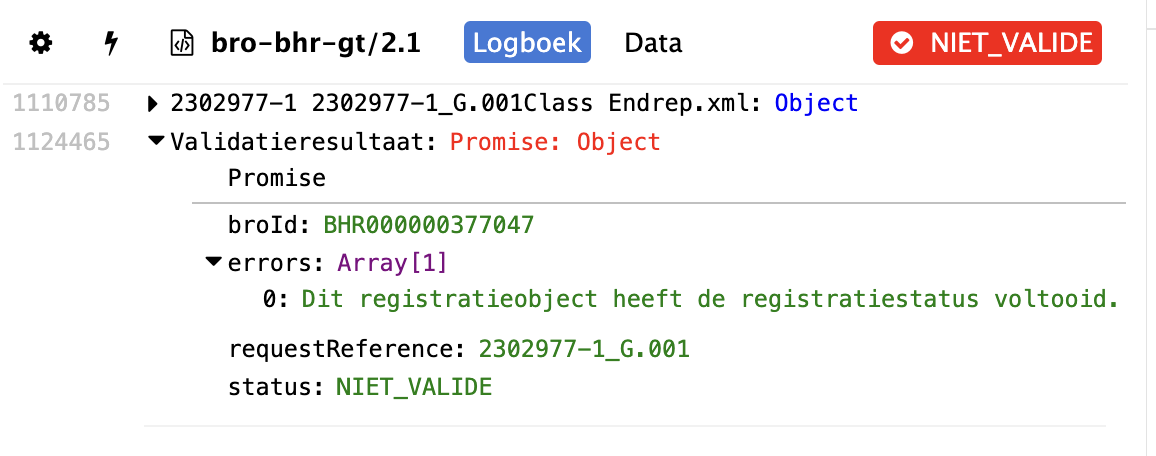 bro-bhr-gt/2.1 Logboek Data NIET_VALIDE
1110785 2302977-1 2302977-1_G.001Class Endrep.xml: Object
1124465 Validatieresultaat: Promise: Object
Promise
broId: BHR000000377047
errors: Array[1]
0: Dit registratieobject heeft de registratiestatus voltooid.
requestReference: 2302977-1_G.001
status: NIET_VALIDE